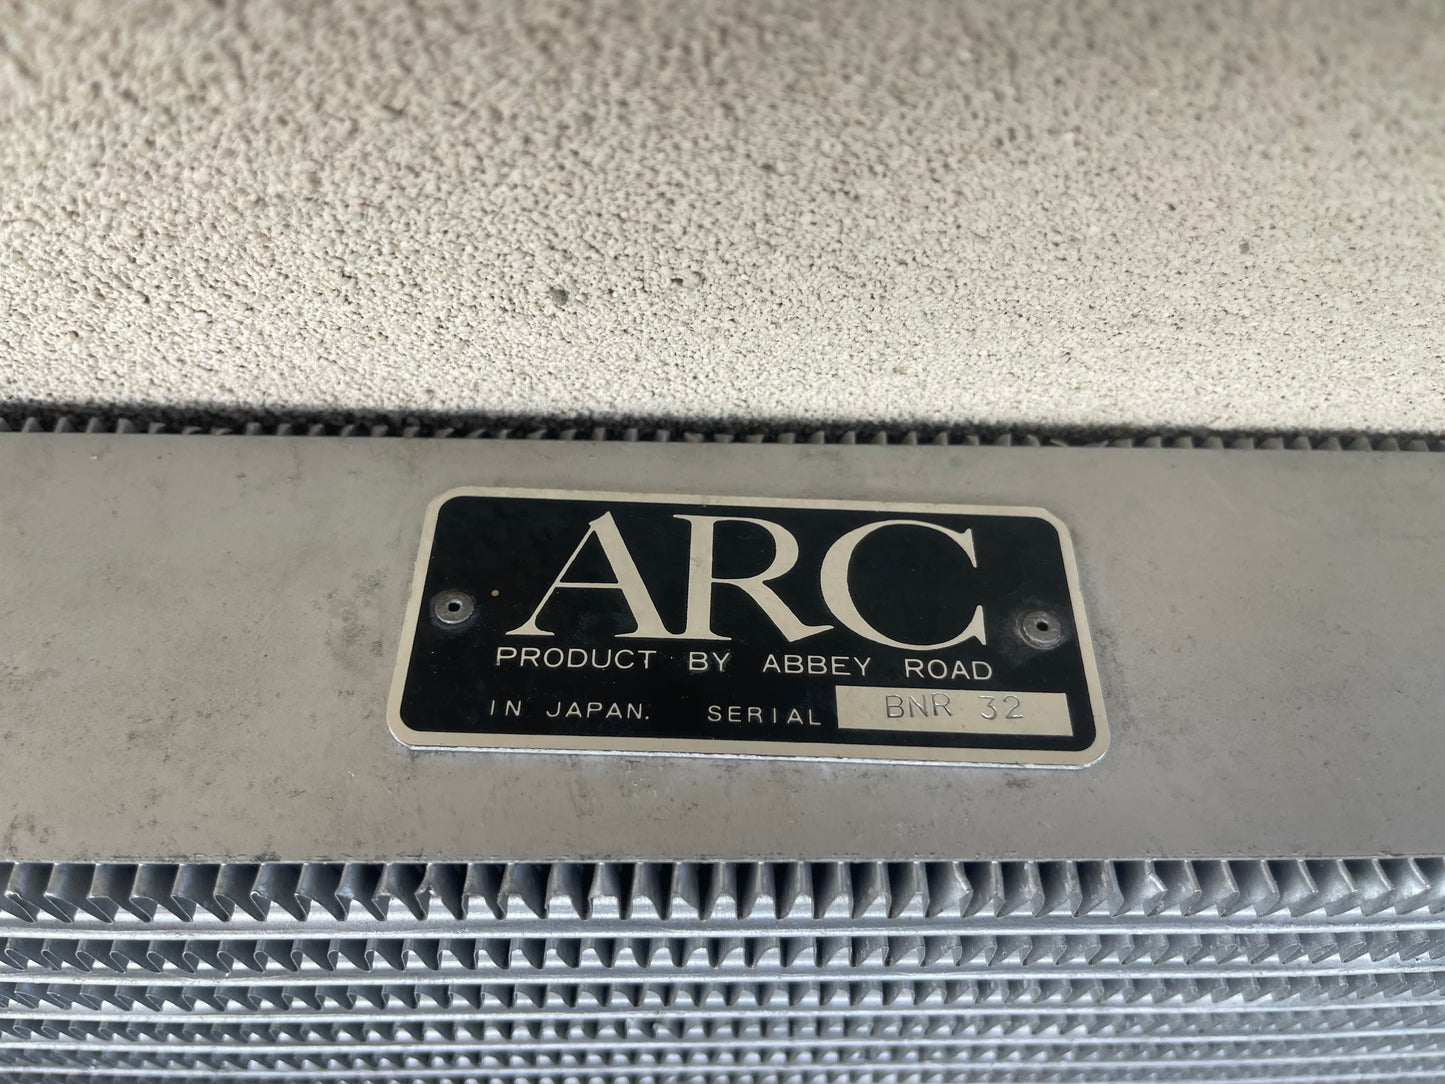 ARC
PRODUCT BY ABBEY ROAD
IN JAPAN. SERIAL BNR 32